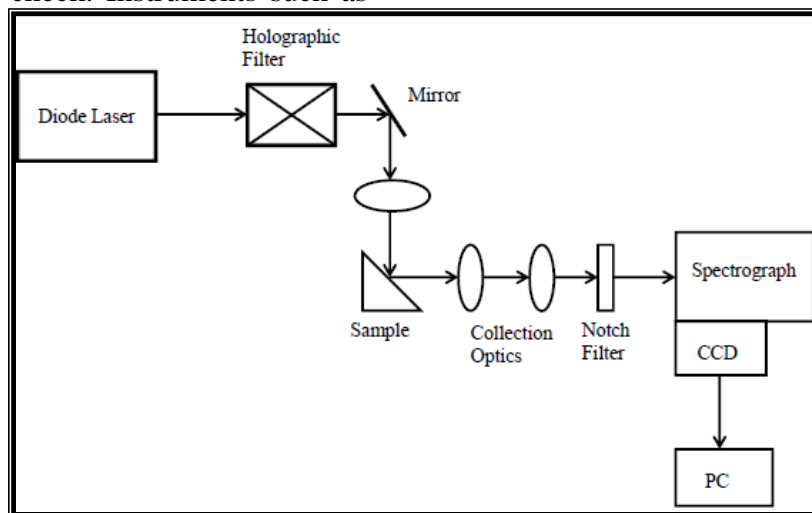 check. Instruments such as
Holographic
Filter
Diode Laser
Mirror
Spectrograph
Sample
Collection
Optics
Notch
Filter
CCD
PC